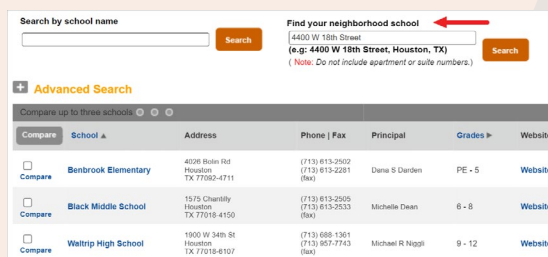 Search by school name
Search
Find your neighborhood school
4400 W 18th Street
(e.g: 4400 W 18th Street, Houston, TX)
( Note: Do not include apartment or suite numbers.)
Search
+ Advanced Search
Compare up to three schools
Compare School ▲ Address Phone | Fax Principal Grades ▶ Website
Compare
Benbrook Elementary
4026 Bolin Rd
Houston
TX 77092-4711
(713) 613-2502
(713) 613-2281
(fax)
Dana S Darden
PE - 5
Website
Compare
Black Middle School
1575 Chantilly
Houston
TX 77018-4150
(713) 613-2505
(713) 613-2533
(fax)
Michelle Dean
6 - 8
Website
Compare
Waltrip High School
1900 W 34th St
Houston
TX 77018-6107
(713) 688-1361
(713) 957-7743
(fax)
Michael R Niggli
9 - 12
Website